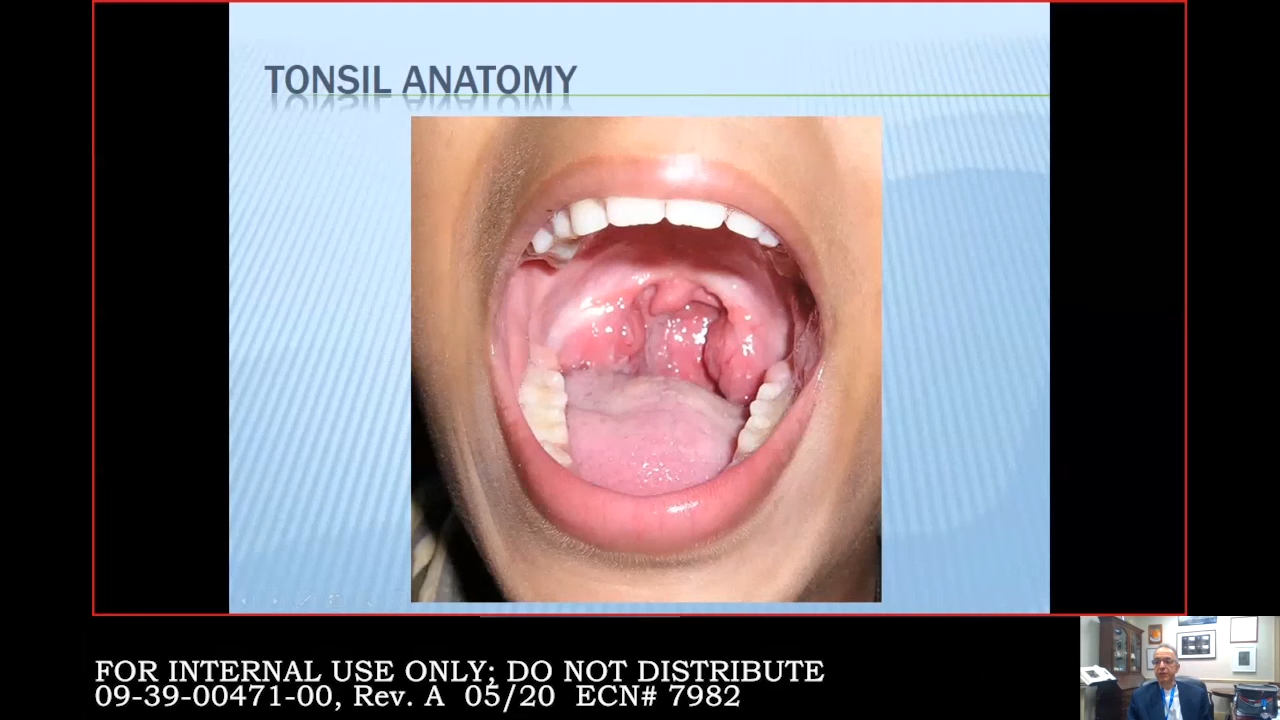 TONSIL ANATOMY
FOR INTERNAL USE ONLY; DO NOT DISTRIBUTE
09-39-00471-00, Rev. A 05/20 ECN# 7982